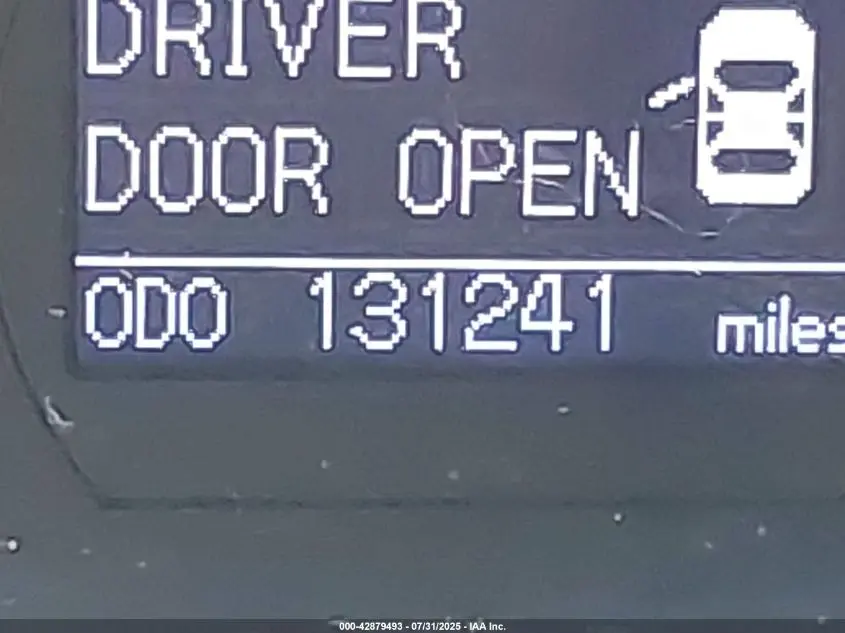 DRIVER
DOOR OPEN
ODO 131241 miles
000-42879493 - 07/31/2025 - IAA Inc.